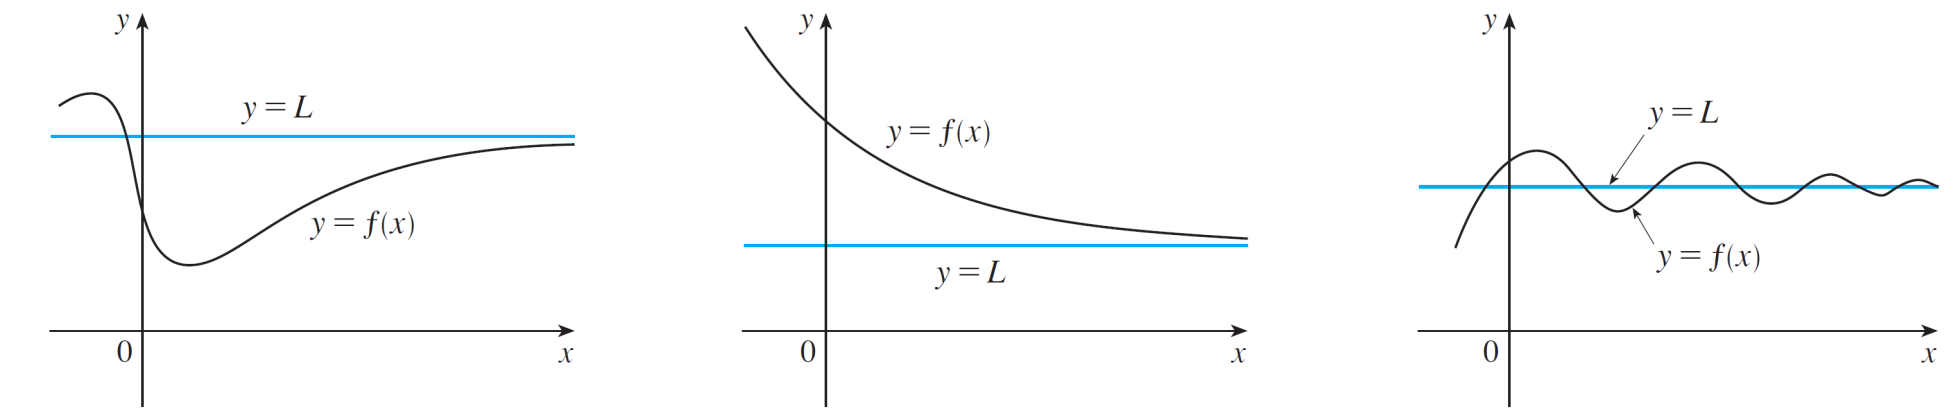 y
y = L
y = f(x)
0
x
y
y = f(x)
y = L
0
x
y
y = L
y = f(x)
0
x